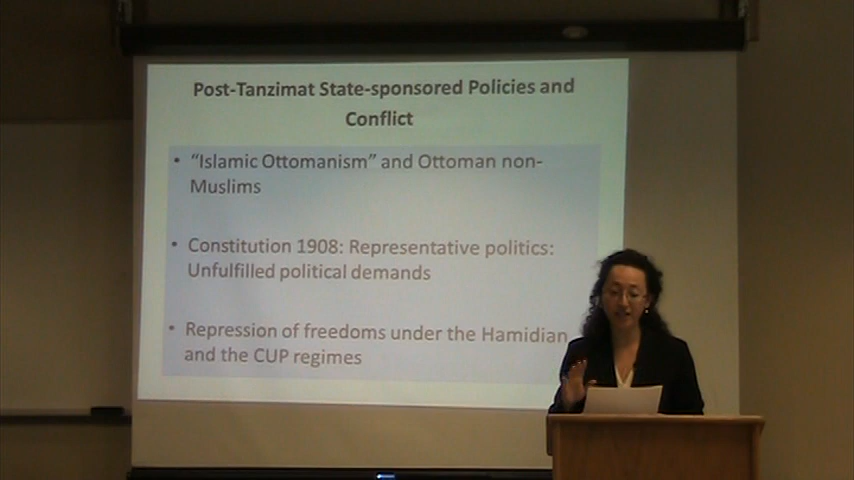 Post-Tanzimat State-sponsored Policies and
Conflict
• “Islamic Ottomanism” and Ottoman non-
Muslims
• Constitution 1908: Representative politics:
Unfulfilled political demands
• Repression of freedoms under the Hamidian
and the CUP regimes